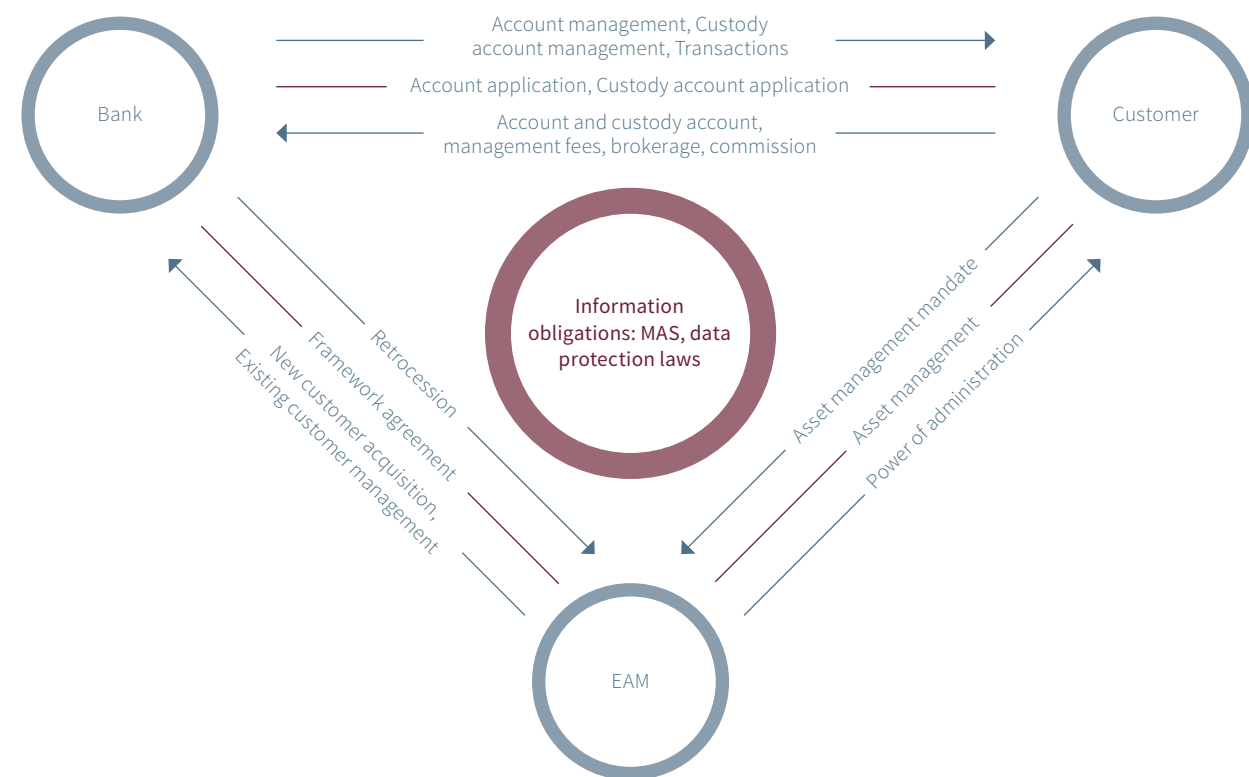 Account management, Custody
account management, Transactions
Bank
Account application, Custody account application
Customer
Account and custody account,
management fees, brokerage, commission
Information
obligations: MAS, data
protection laws
Retrocession
Framework agreement
New customer acquisition,
Existing customer management
Asset management mandate
Asset management
Power of administration
EAM